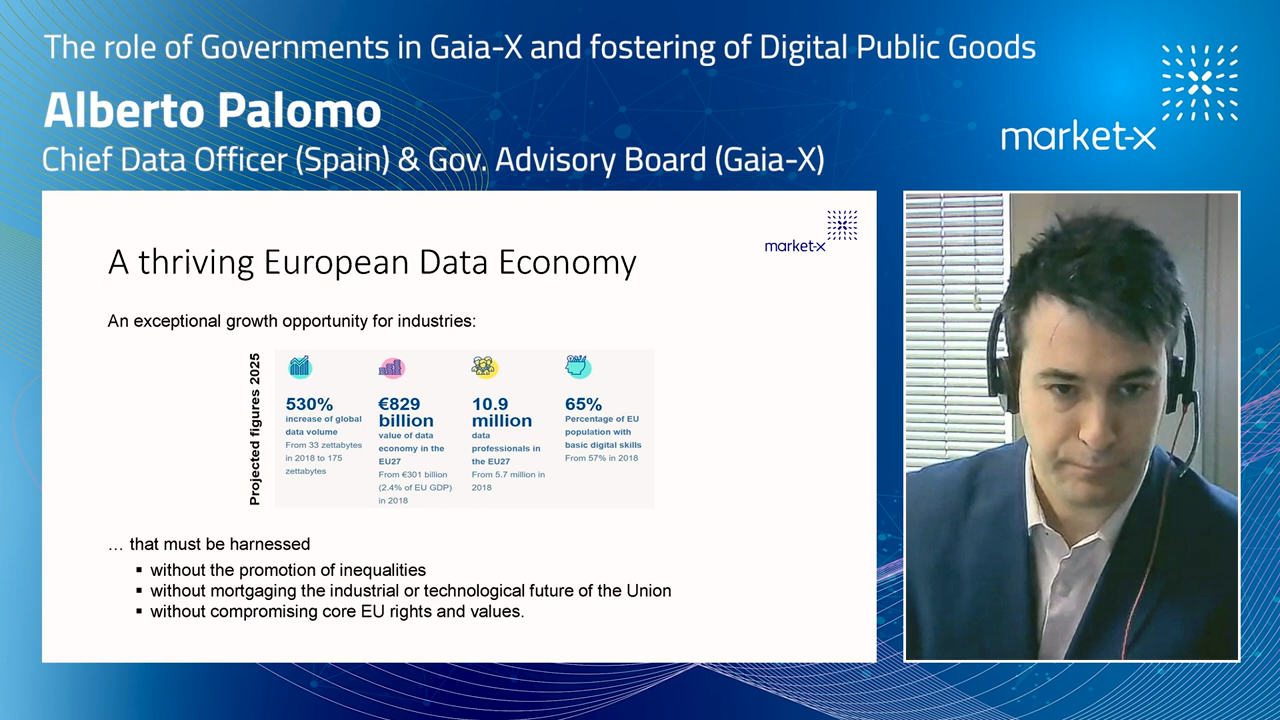 The role of Governments in Gaia-X and fostering of Digital Public Goods
Alberto Palomo
Chief Data Officer (Spain) & Gov. Advisory Board (Gaia-X)
market-x
market-x
A thriving European Data Economy
An exceptional growth opportunity for industries:
Projected figures 2025
530%
increase of global
data volume
From 33 zettabytes
in 2018 to 175
zettabytes
€829
billion
value of data
economy in the
EU27
From €301 billion
(2.4% of EU GDP)
in 2018
10.9
million
data
professionals in
the EU27
From 5.7 million in
2018
65%
Percentage of EU
population with
basic digital skills
From 57% in 2018
… that must be harnessed
▪ without the promotion of inequalities
▪ without mortgaging the industrial or technological future of the Union
▪ without compromising core EU rights and values.